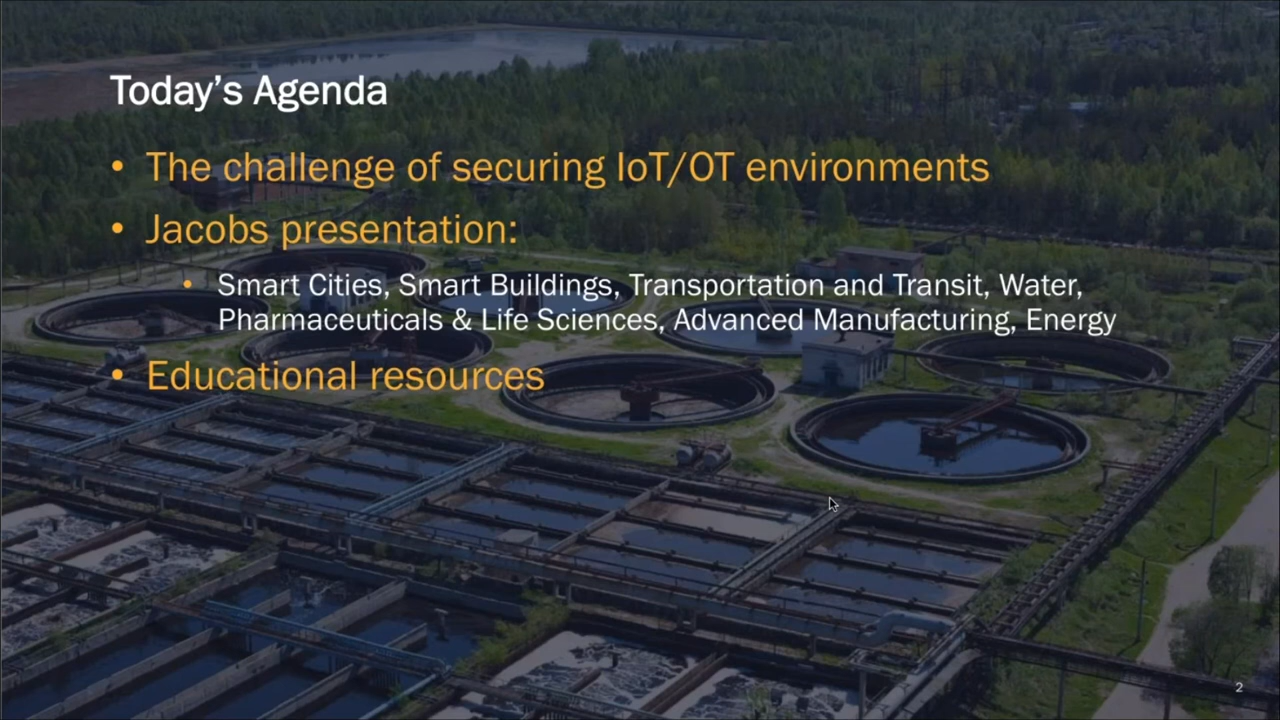 Today’s Agenda
• The challenge of securing IoT/OT environments
• Jacobs presentation:
• Smart Cities, Smart Buildings, Transportation and Transit, Water,
Pharmaceuticals & Life Sciences, Advanced Manufacturing, Energy
• Educational resources
2